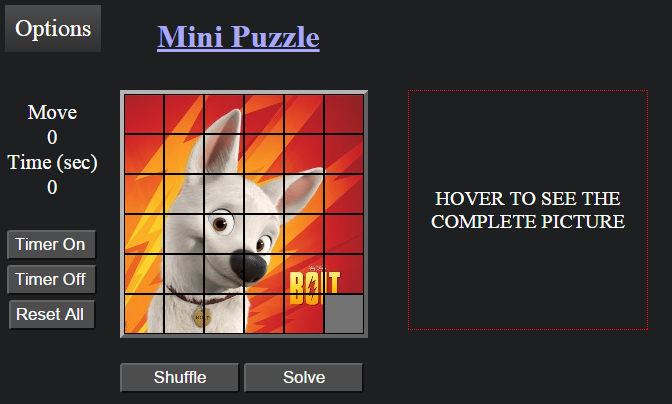 Options
Mini Puzzle
Move
0
Time (sec)
0
Timer On
Timer Off
Reset All
BOLT
BOLT
HOVER TO SEE THE
COMPLETE PICTURE
Shuffle
Solve